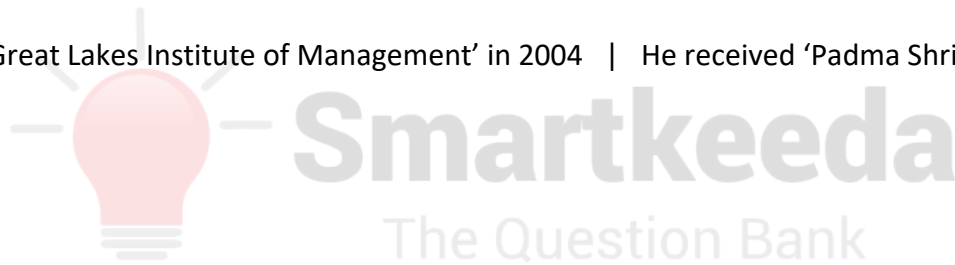 Great Lakes Institute of Management’ in 2004 | He received ‘Padma Shri
Smartkeeda
The Question Bank